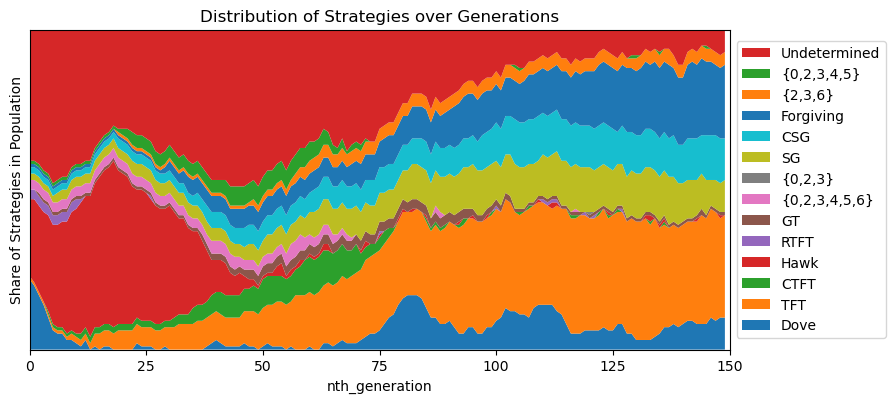 Distribution of Strategies over Generations
Share of Strategies in Population
0
25
50
75
100
125
150
nth_generation
Undetermined
{0,2,3,4,5}
{2,3,6}
Forgiving
CSG
SG
{0,2,3}
{0,2,3,4,5,6}
GT
RTFT
Hawk
CTFT
TFT
Dove